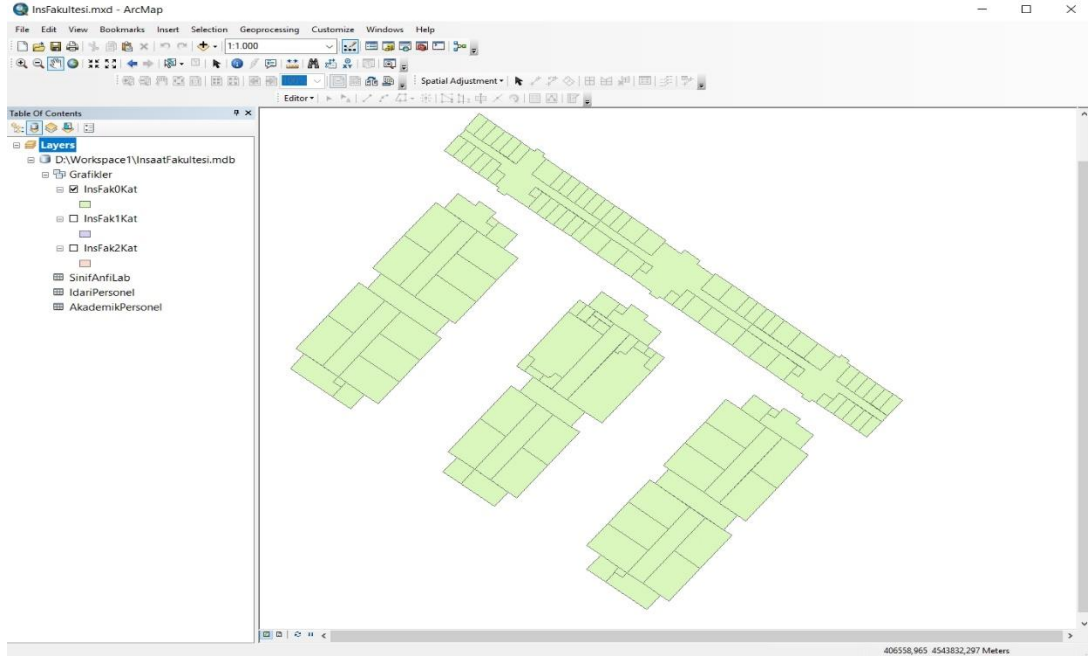 InsFakultesi.mxd - ArcMap
File Edit View Bookmarks Insert Selection Geoprocessing Customize Windows Help
1:1.000
Spatial Adjustment
Editor
Table Of Contents
Layers
D:\Workspace1\InsaatFakultesi.mdb
Grafikler
InsFak0Kat
InsFak1Kat
InsFak2Kat
SinifAnfiLab
IdariPersonel
AkademikPersonel
406558,965 4543832,297 Meters